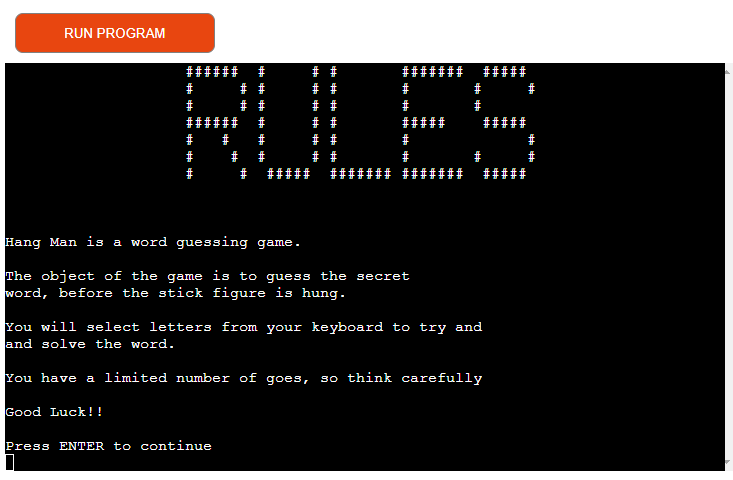 RUN PROGRAM
RULES
Hang Man is a word guessing game.
The object of the game is to guess the secret
word, before the stick figure is hung.
You will select letters from your keyboard to try and
and solve the word.
You have a limited number of goes, so think carefully
Good Luck!!
Press ENTER to continue